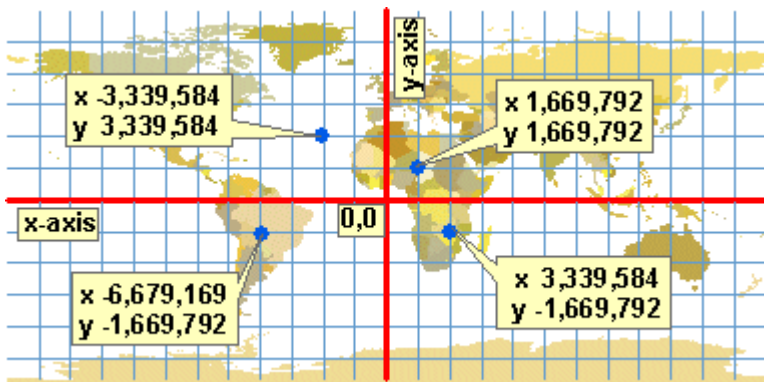 y-axis
x -3,339,584
y 3,339,584
x 1,669,792
y 1,669,792
x-axis
0,0
x -6,679,169
y -1,669,792
x 3,339,584
y -1,669,792